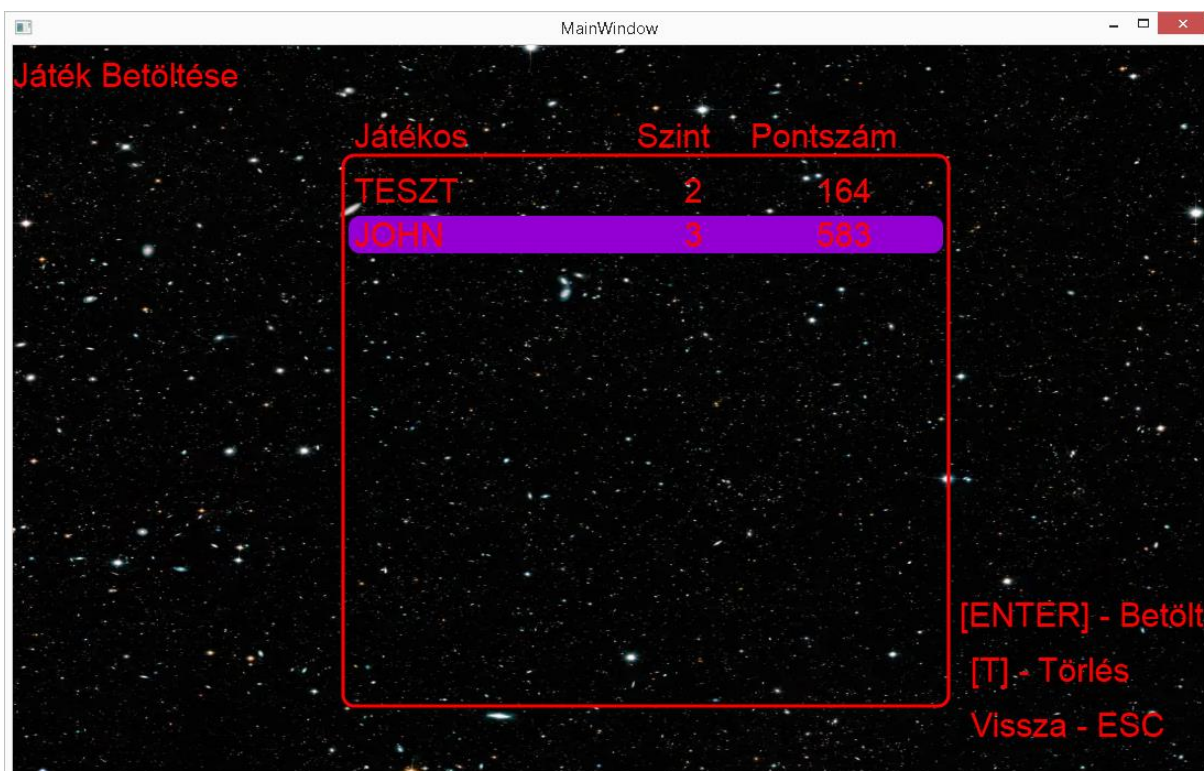 MainWindow
Játék Betöltése
Játékos Szint Pontszám
TESZT 2 164
JOHN 3 583
[ENTER] - Betölt
[T] - Törlés
Vissza - ESC